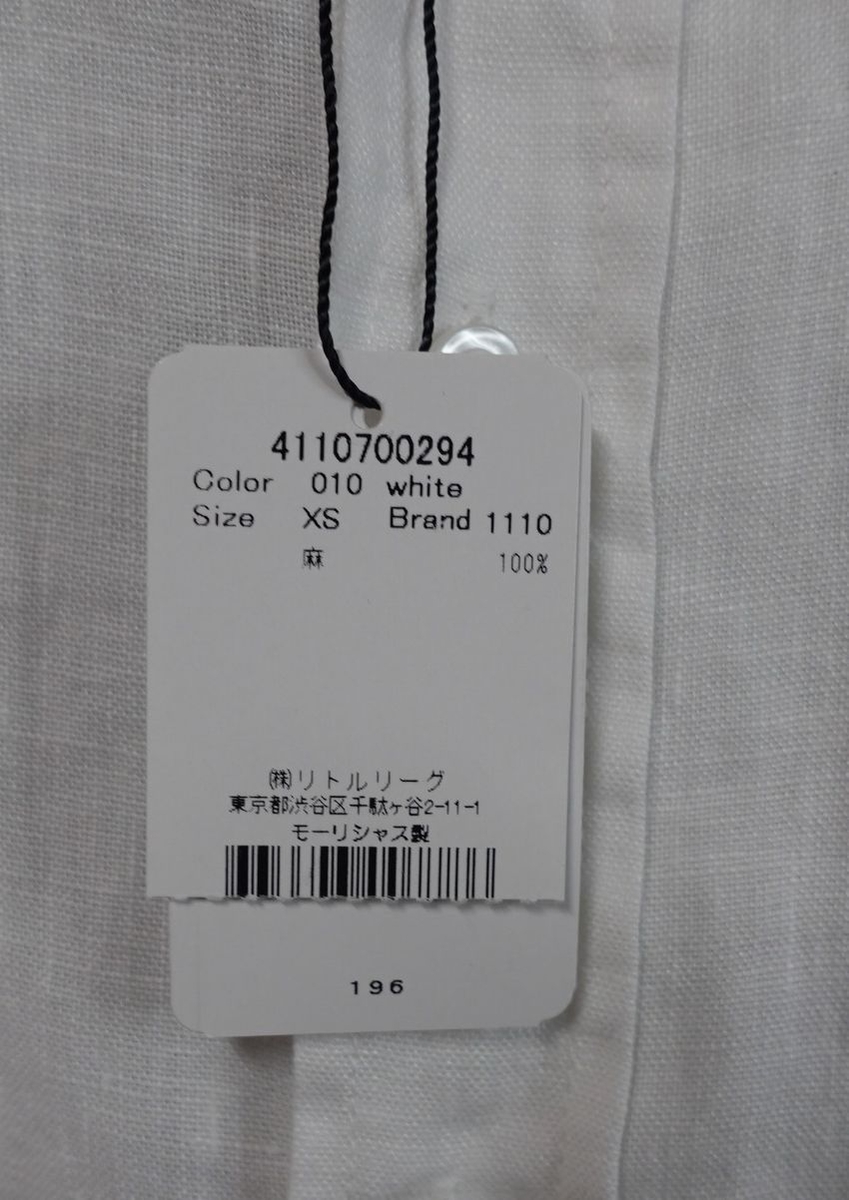 4110700294
Color 010 white
Size XS Brand 1110
麻 100%
㈱リトルリーグ
東京都渋谷区千駄ヶ谷2-11-1
モーリシャス製
196